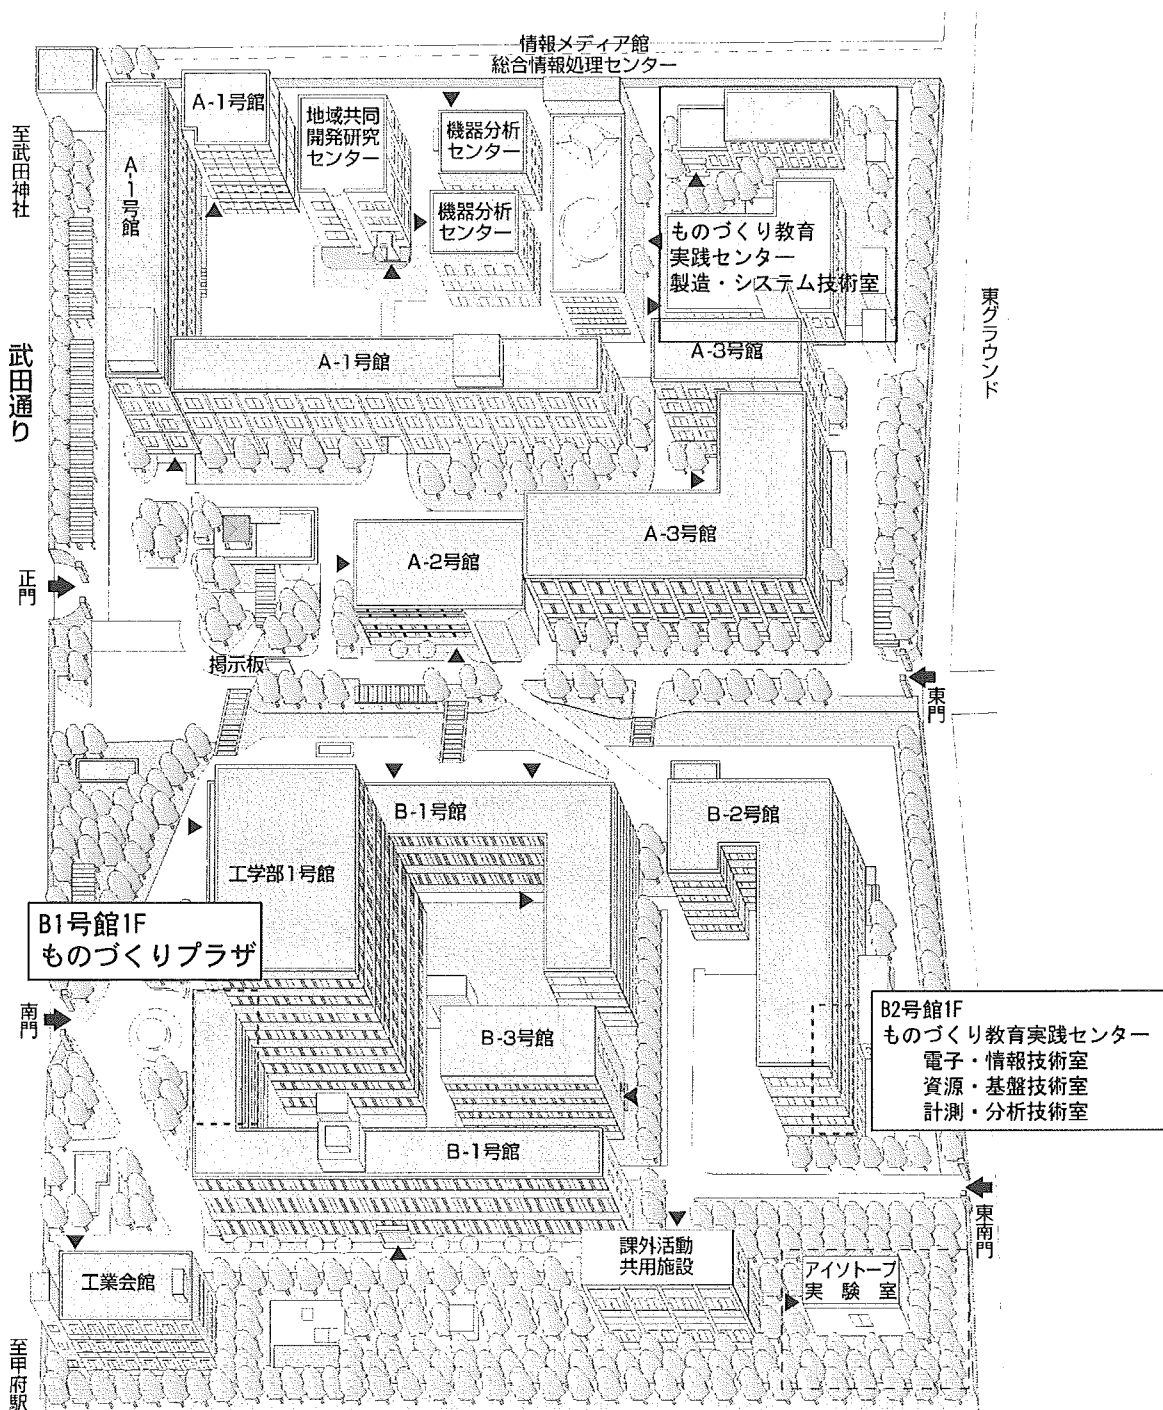 情報メディア館
総合情報処理センター
A-1号館
地域共同
開発研究
センター
機器分析
センター
機器分析
センター
至武田神社
A-1号館
ものづくり教育
実践センター
製造・システム技術室
東グラウンド
武田通り
A-1号館
A-3号館
A-2号館
A-3号館
正門
掲示板
東門
B-1号館
B-2号館
工学部1号館
B1号館1F
ものづくりプラザ
南門
B-3号館
B2号館1F
ものづくり教育実践センター
電子・情報技術室
資源・基盤技術室
計測・分析技術室
B-1号館
東南門
課外活動
共用施設
アイソトープ
実験室
工業会館
至甲府駅